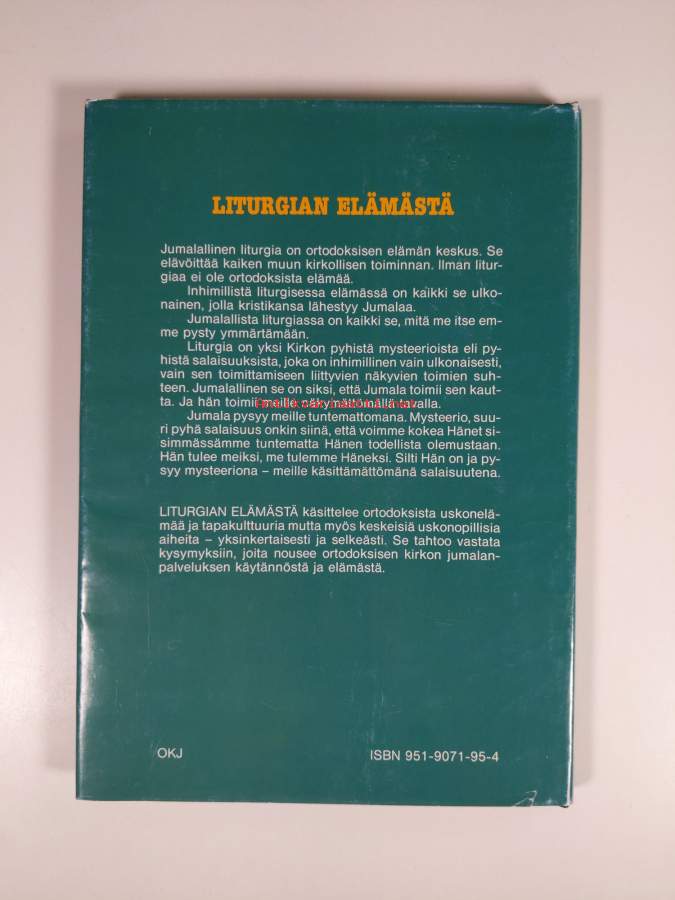 LITURGIAN ELÄMÄSTÄ
Jumalallinen liturgia on ortodoksisen elämän keskus. Se
elävöittää kaiken muun kirkollisen toiminnan. Ilman litur-
giaa ei ole ortodoksista elämää.
Inhimillistä liturgisessa elämässä on kaikki se ulko-
nainen, jolla kristikansa lähestyy Jumalaa.
Jumalallista liturgiassa on kaikki se, mitä me itse em-
me pysty ymmärtämään.
Liturgia on yksi Kirkon pyhistä mysteerioista eli py-
histä salaisuuksista, joka on inhimillinen vain ulkonaisesti,
vain sen toimittamiseen liittyvien näkyvien toimien suh-
teen. Jumalallinen se on siksi, että Jumala toimii sen kaut-
ta. Ja hän toimii meille näkymättömällä tavalla.
Jumala pysyy meille tuntemattomana. Mysteerio, suu-
ri pyhä salaisuus onkin siinä, että voimme kokea Hänet si-
simmässämme tuntematta Hänen todellista olemustaan.
Hän tulee meiksi, me tulemme Häneksi. Silti Hän on ja py-
syy mysteeriona – meille käsittämättömänä salaisuutena.
LITURGIAN ELÄMÄSTÄ käsittelee ortodoksista uskonelä-
mää ja tapakulttuuria mutta myös keskeisiä uskonopillisia
aiheita – yksinkertaisesti ja selkeästi. Se tahtoo vastata
kysymyksiin, joita nousee ortodoksisen kirkon jumalan-
palveluksen käytännöstä ja elämästä.
OKJ
ISBN 951-9071-95-4